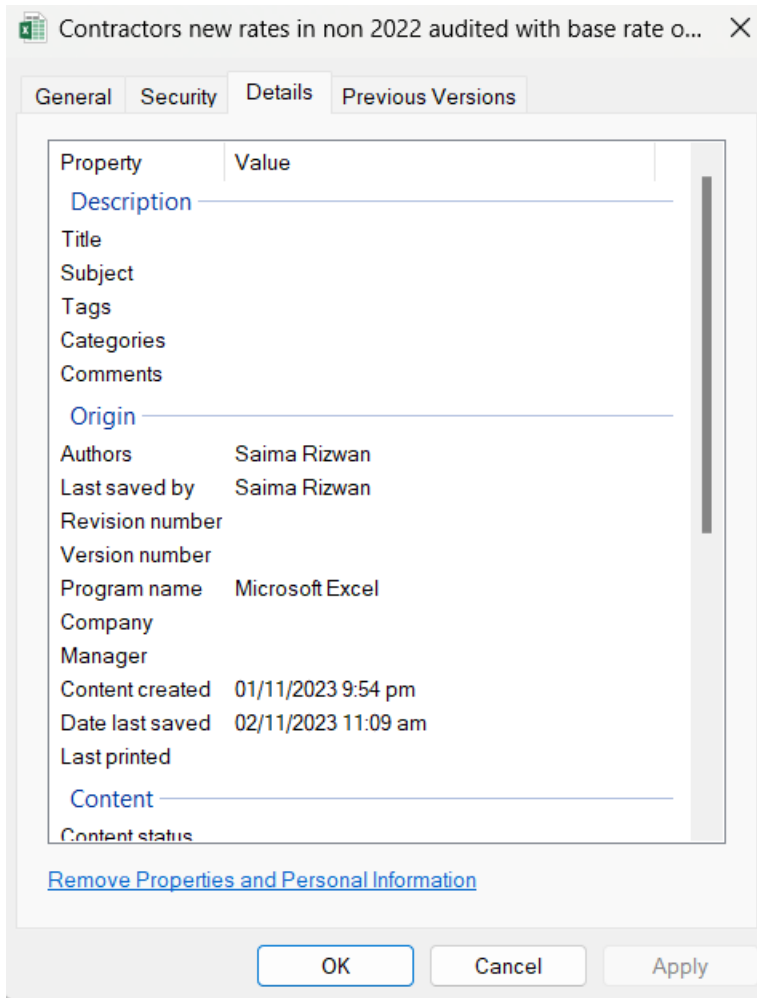 Contractors new rates in non 2022 audited with base rate o...
General Security Details Previous Versions
Property Value
Description
Title
Subject
Tags
Categories
Comments
Origin
Authors Saima Rizwan
Last saved by Saima Rizwan
Revision number
Version number
Program name Microsoft Excel
Company
Manager
Content created 01/11/2023 9:54 pm
Date last saved 02/11/2023 11:09 am
Last printed
Content
Content status
Remove Properties and Personal Information
OK Cancel Apply